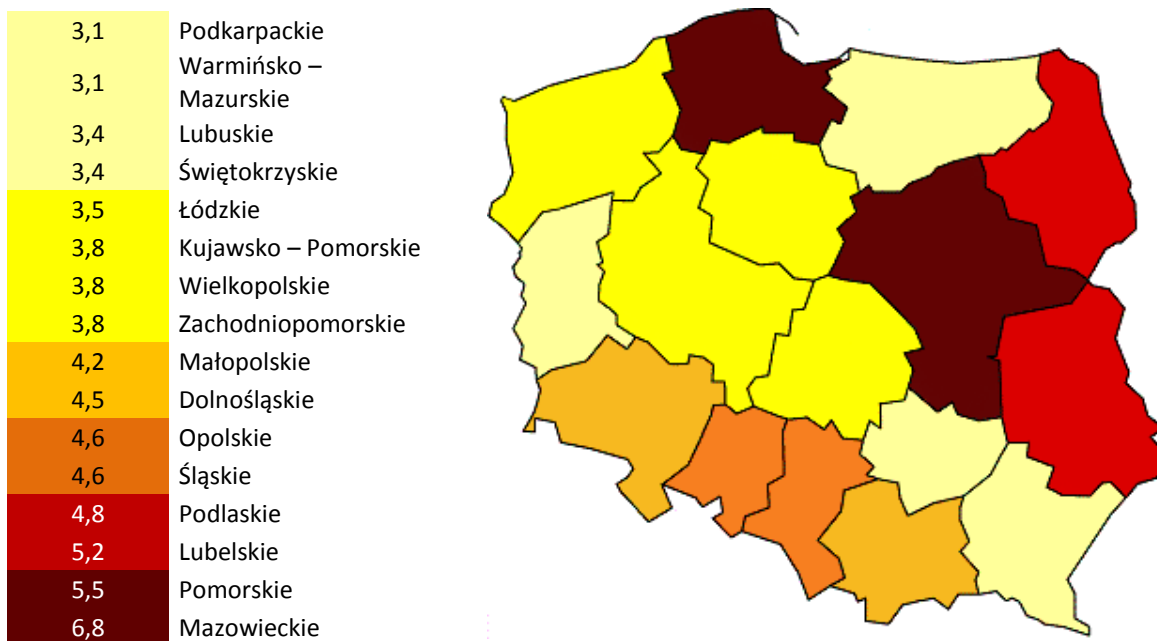 3,1 Podkarpackie
3,1 Warmińsko –
Mazurskie
3,4 Lubuskie
3,4 Świętokrzyskie
3,5 Łódzkie
3,8 Kujawsko – Pomorskie
3,8 Wielkopolskie
3,8 Zachodniopomorskie
4,2 Małopolskie
4,5 Dolnośląskie
4,6 Opolskie
4,6 Śląskie
4,8 Podlaskie
5,2 Lubelskie
5,5 Pomorskie
6,8 Mazowieckie